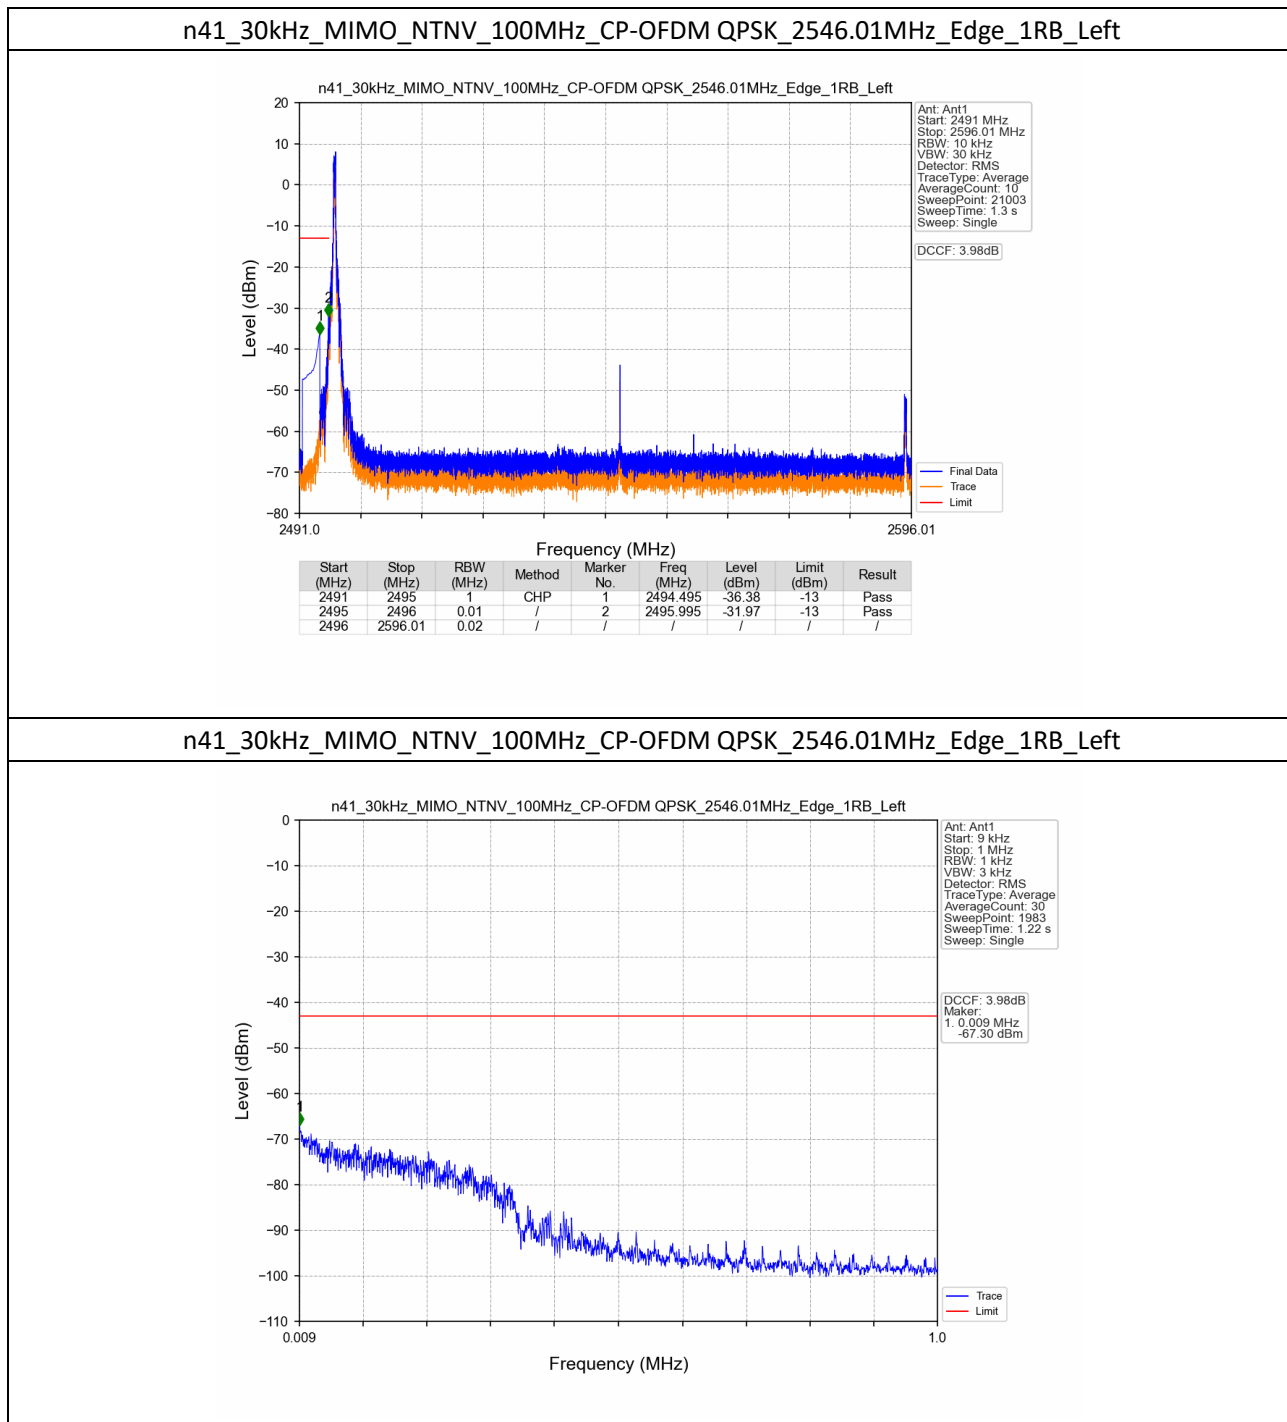 n41_30kHz_MIMO_NTNV_100MHz_CP-OFDM QPSK_2546.01MHz_Edge_1RB_Left
n41_30kHz_MIMO_NTNV_100MHz_CP-OFDM QPSK_2546.01MHz_Edge_1RB_Left
20
10
0
−10
−20
−30
−40
−50
−60
−70
−80
Level (dBm)
1
2
2491.0
2596.01
Frequency (MHz)
Ant: Ant1
Start: 2491 MHz
Stop: 2596.01 MHz
RBW: 10 kHz
VBW: 30 kHz
Detector: RMS
TraceType: Average
AverageCount: 10
SweepPoint: 21003
SweepTime: 1.3 s
Sweep: Single
DCCF: 3.98dB
Final Data
Trace
Limit
Start (MHz) Stop (MHz) RBW (MHz) Method Marker No. Freq (MHz) Level (dBm) Limit (dBm) Result
2491 2495 1 CHP 1 2494.495 -36.38 -13 Pass
2495 2496 0.01 / 2 2495.995 -31.97 -13 Pass
2496 2596.01 0.02 / / / / / /
n41_30kHz_MIMO_NTNV_100MHz_CP-OFDM QPSK_2546.01MHz_Edge_1RB_Left
n41_30kHz_MIMO_NTNV_100MHz_CP-OFDM QPSK_2546.01MHz_Edge_1RB_Left
0
−10
−20
−30
−40
−50
−60
−70
−80
−90
−100
−110
Level (dBm)
1
0.009
1.0
Frequency (MHz)
Ant: Ant1
Start: 9 kHz
Stop: 1 MHz
RBW: 1 kHz
VBW: 3 kHz
Detector: RMS
TraceType: Average
AverageCount: 30
SweepPoint: 1983
SweepTime: 1.22 s
Sweep: Single
DCCF: 3.98dB
Maker:
1. 0.009 MHz
-67.30 dBm
Trace
Limit